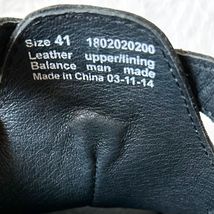 Size 41 1802020200
Leather upper/lining
Balance man made
Made in China 03-11-14